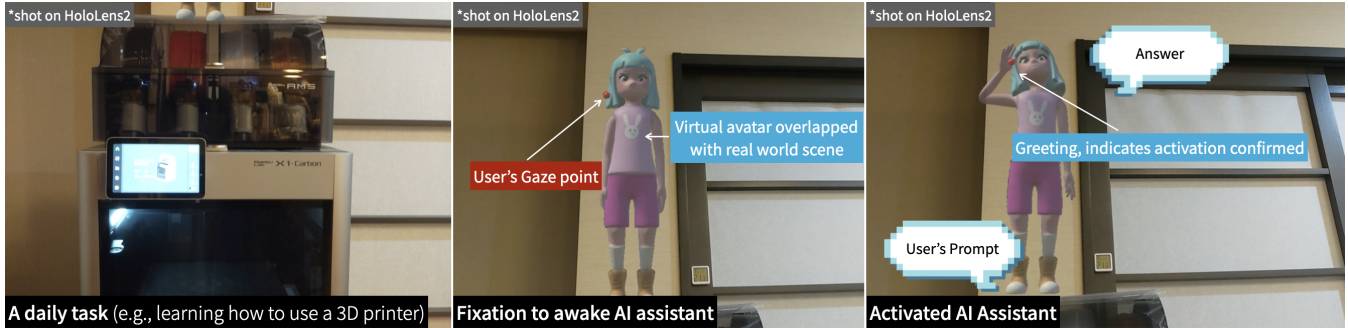 *shot on HoloLens2
AMS
X1-Carbon
A daily task (e.g., learning how to use a 3D printer)
*shot on HoloLens2
User's Gaze point
Virtual avatar overlapped
with real world scene
Fixation to awake AI assistant
*shot on HoloLens2
Answer
Greeting, indicates activation confirmed
User's Prompt
Activated AI Assistant